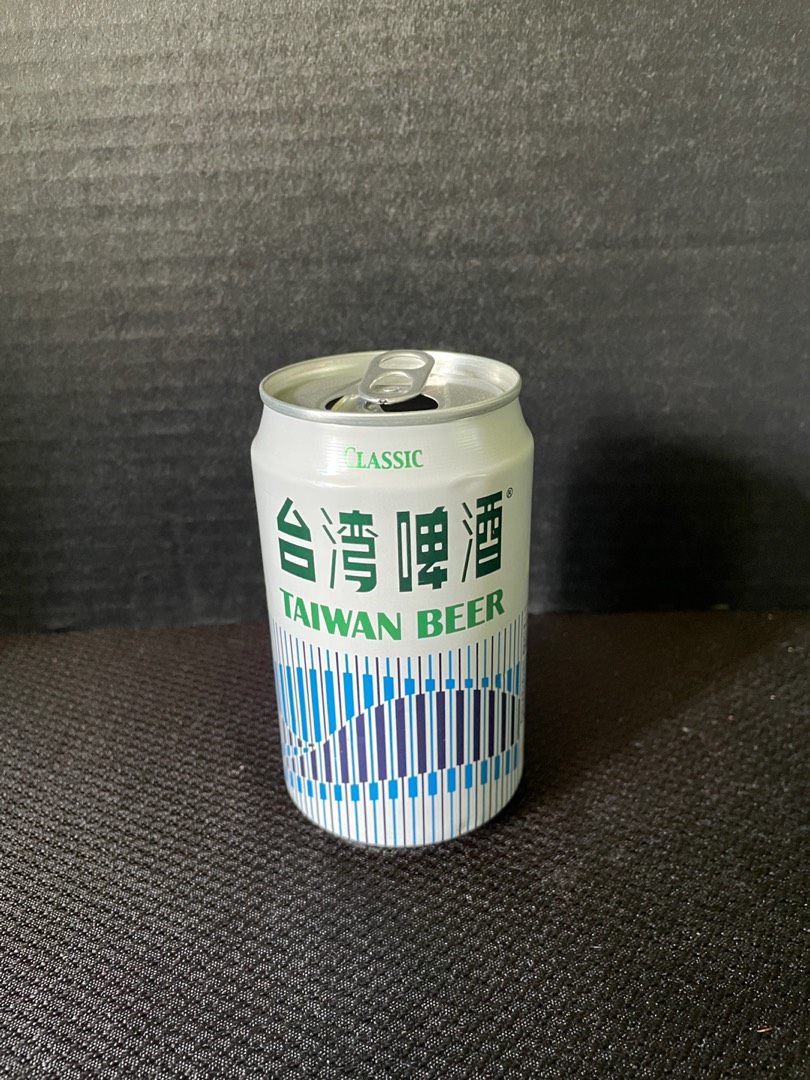 CLASSIC
台湾啤酒®
TAIWAN BEER